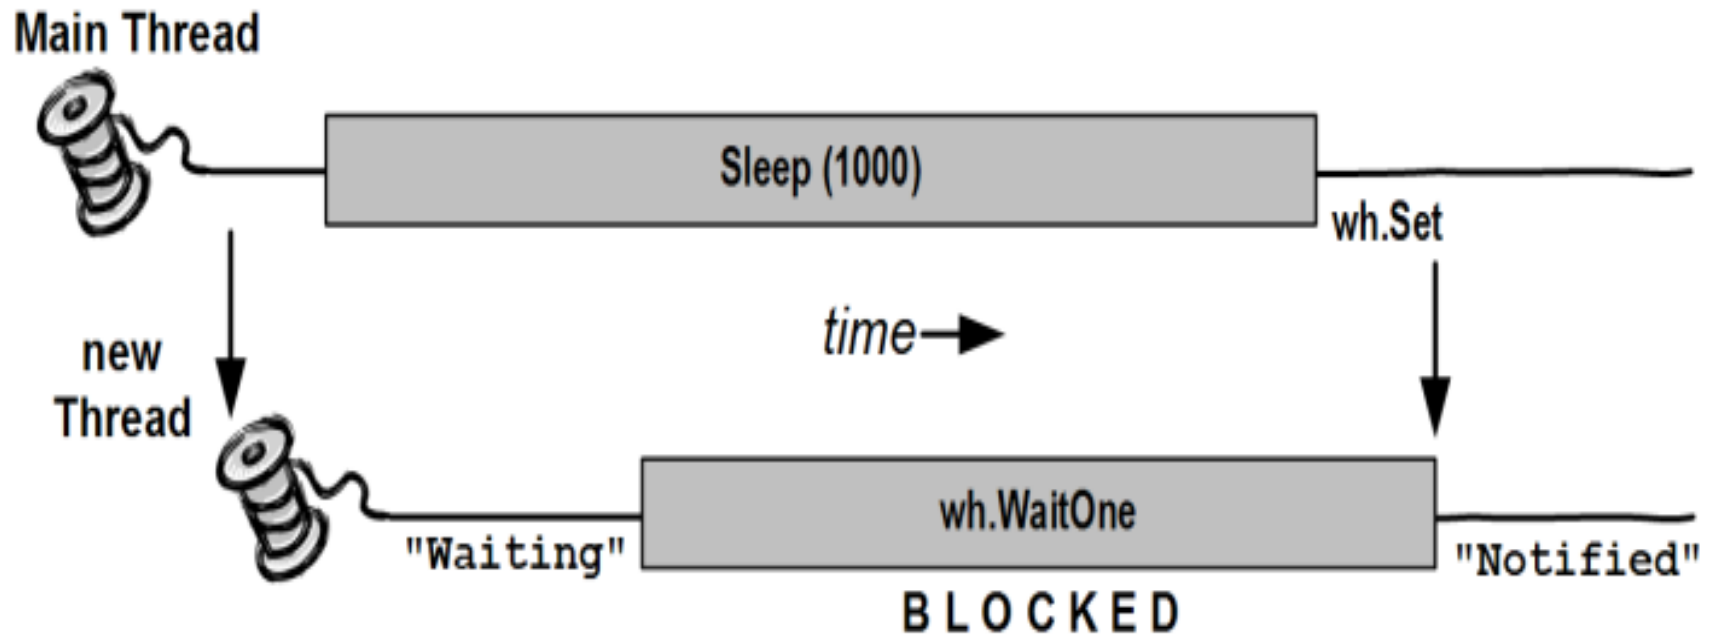 Main Thread
Sleep (1000)
wh.Set
time
new
Thread
wh.WaitOne
"Waiting"
"Notified"
BLOCKED